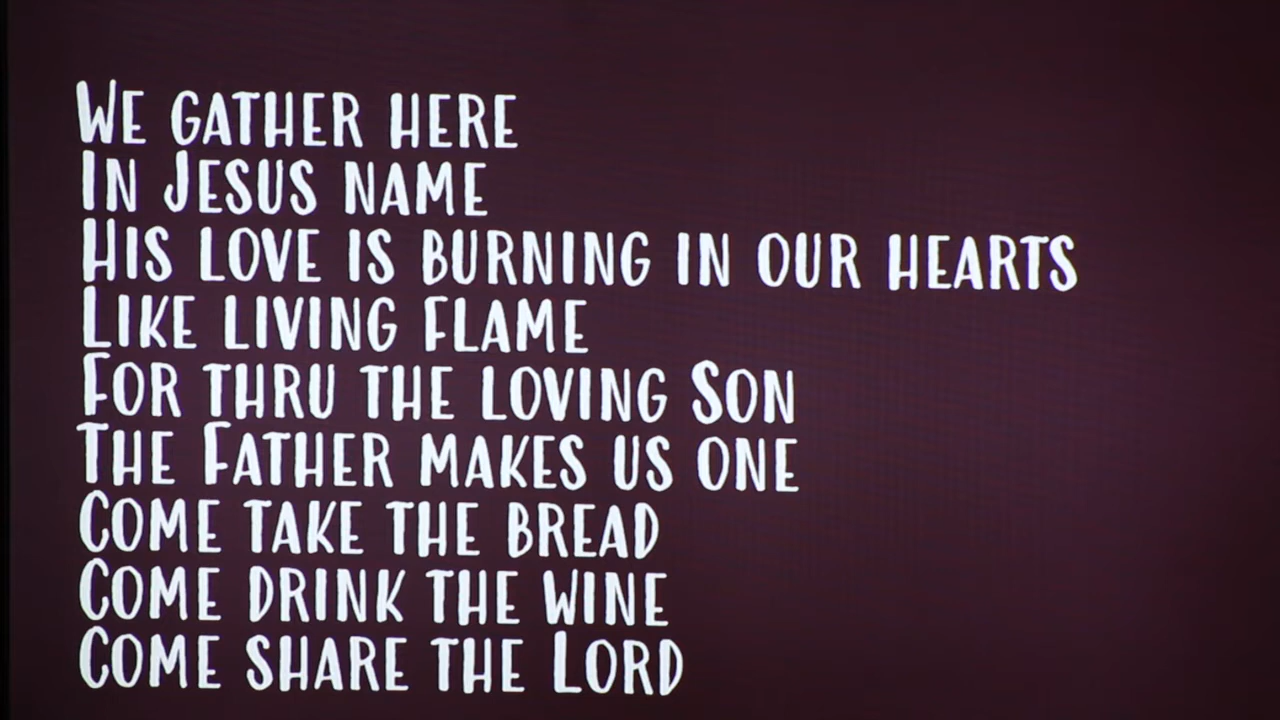 We gather here
In Jesus name
His love is burning in our hearts
Like living flame
For thru the loving Son
The Father makes us one
Come take the bread
Come drink the wine
Come share the Lord